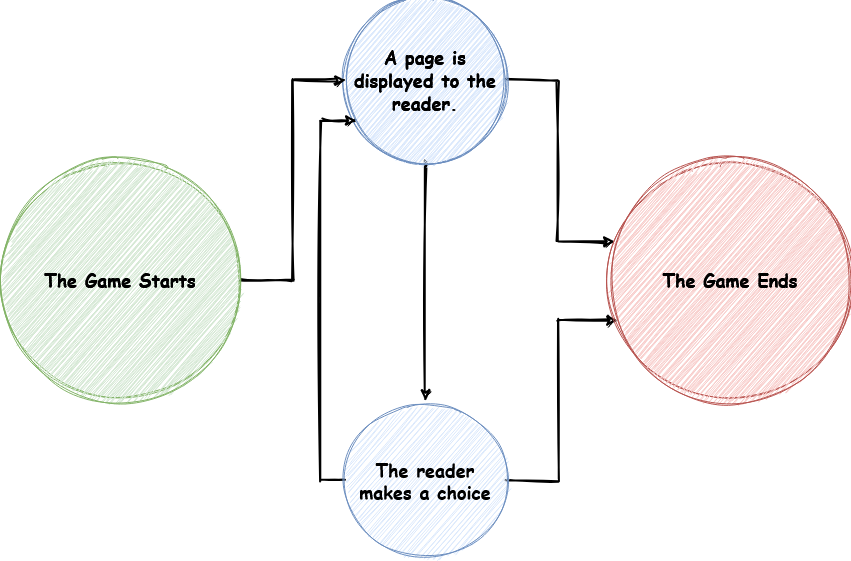 A page is
displayed to the
reader.
The Game Starts
The Game Ends
The reader
makes a choice